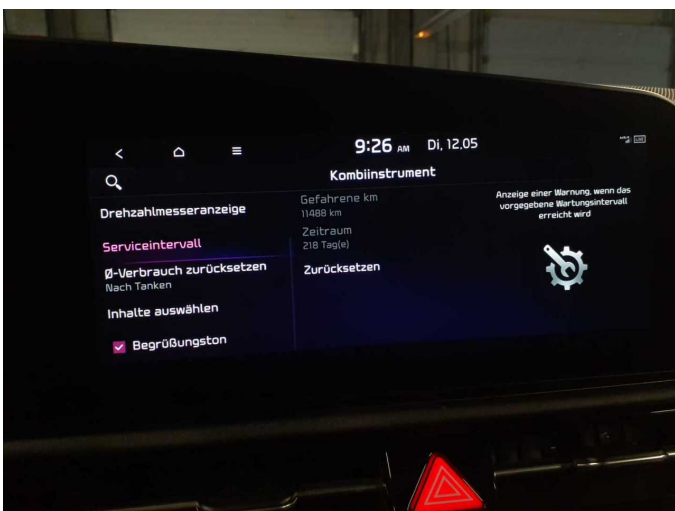 9:26 AM Di, 12.05
Kombiinstrument
Drehzahlmesseranzeige
Serviceintervall
Ø-Verbrauch zurücksetzen
Nach Tanken
Inhalte auswählen
Begrüßungston
Gefahrene km
11488 km
Zeitraum
218 Tag(e)
Zurücksetzen
Anzeige einer Warnung, wenn das
vorgegebene Wartungsintervall
erreicht wird